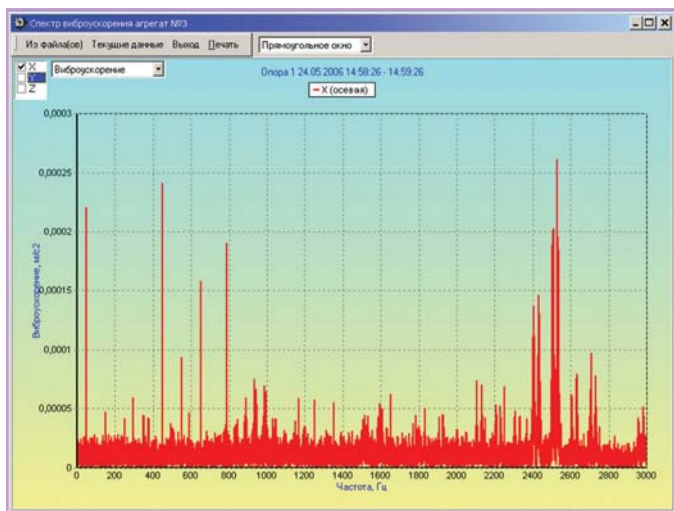 Спектр виброускорения агрегат №3
Из файла(ов) Текущие данные Выход Печать Прямоугольное окно
X Виброускорение
Y
Z
Опора 1 24.05.2006 14:58:26 - 14:59:26
X (осевая)
0,0003
0,00025
0,0002
0,00015
0,0001
0,00005
0
Виброускорение, м/с2
0 200 400 600 800 1000 1200 1400 1600 1800 2000 2200 2400 2600 2800 3000
Частота, Гц